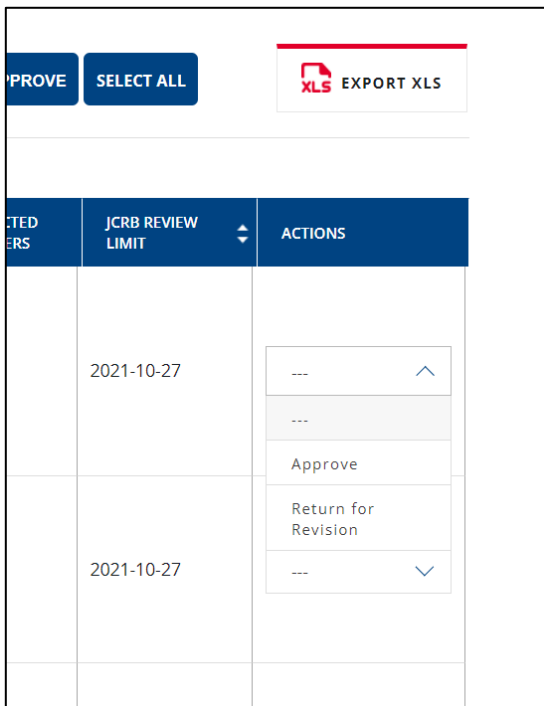 PPROVE
SELECT ALL
XLS EXPORT XLS
CTED
ERS
JCRB REVIEW
LIMIT
ACTIONS
2021-10-27
---
---
Approve
Return for
Revision
2021-10-27
---